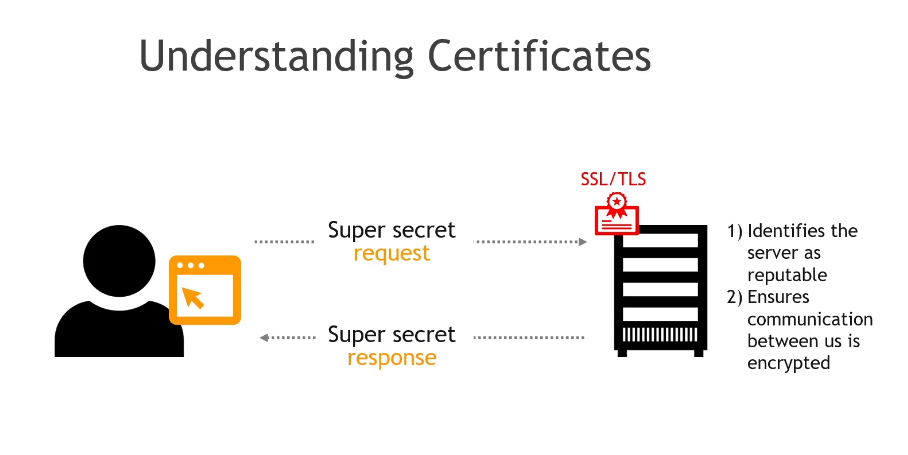 Understanding Certificates
SSL/TLS
Super secret
request
1) Identifies the
server as
reputable
2) Ensures
communication
between us is
encrypted
Super secret
response